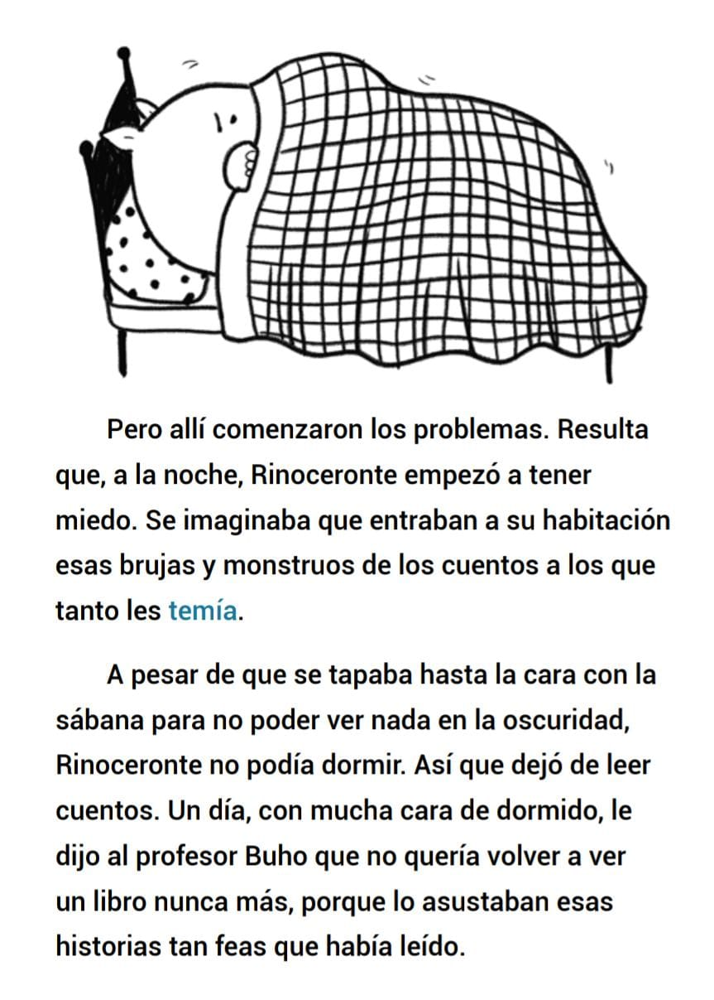 Pero allí comenzaron los problemas. Resulta
que, a la noche, Rinoceronte empezó a tener
miedo. Se imaginaba que entraban a su habitación
esas brujas y monstruos de los cuentos a los que
tanto les temía.
A pesar de que se tapaba hasta la cara con la
sábana para no poder ver nada en la oscuridad,
Rinoceronte no podía dormir. Así que dejó de leer
cuentos. Un día, con mucha cara de dormido, le
dijo al profesor Buho que no quería volver a ver
un libro nunca más, porque lo asustaban esas
historias tan feas que había leído.